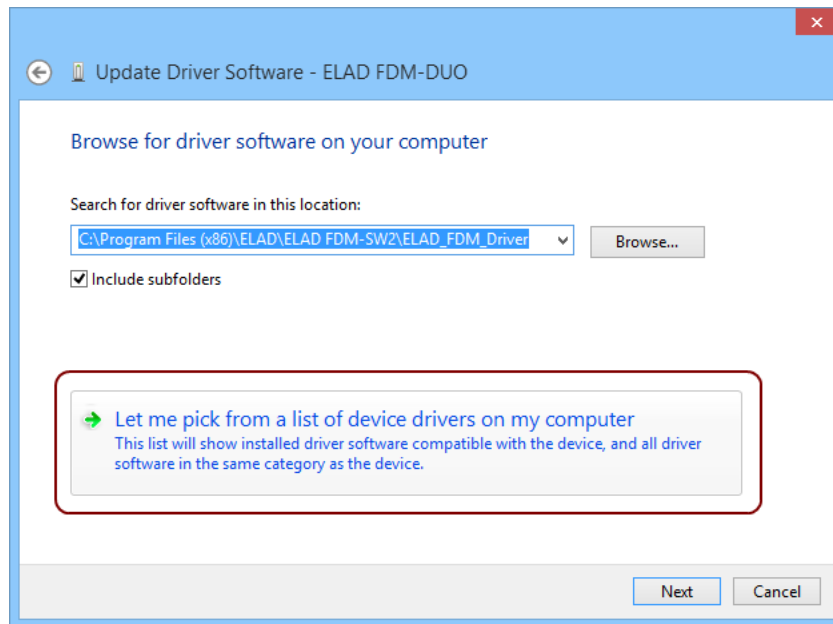 Update Driver Software - ELAD FDM-DUO
Browse for driver software on your computer
Search for driver software in this location:
C:\Program Files (x86)\ELAD\ELAD FDM-SW2\ELAD_FDM_Driver
Browse...
Include subfolders
Let me pick from a list of device drivers on my computer
This list will show installed driver software compatible with the device, and all driver
software in the same category as the device.
Next
Cancel